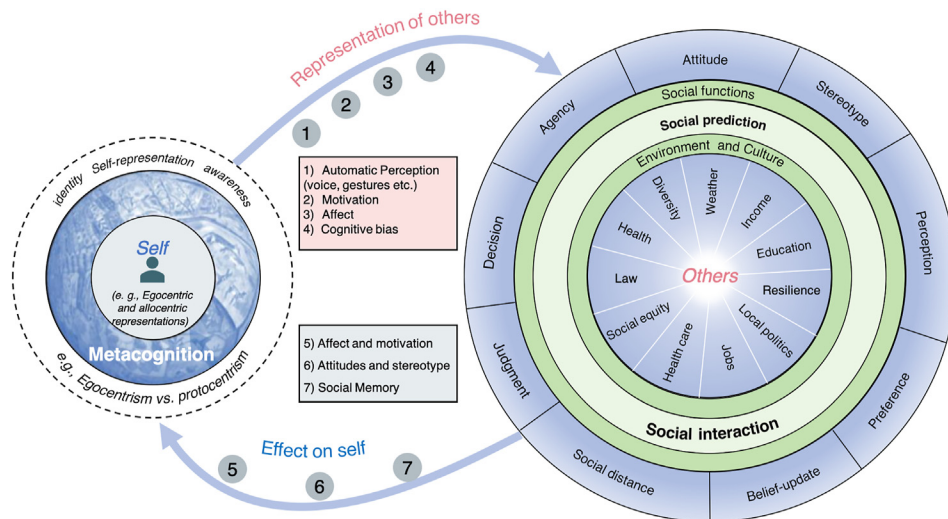 Representation of others
1
2
3
4
identity Self-representation awareness
Self
(e. g., Egocentric
and allocentric
representations)
Metacognition
e.g., Egocentrism vs. protocentrism
1) Automatic Perception
(voice, gestures etc.)
2) Motivation
3) Affect
4) Cognitive bias
5) Affect and motivation
6) Attitudes and stereotype
7) Social Memory
Effect on self
5
6
7
Attitude
Stereotype
Perception
Preference
Belief-update
Social distance
Judgment
Decision
Agency
Social functions
Social prediction
Environment and Culture
Weather
Income
Education
Resilience
Local politics
Jobs
Health care
Social equity
Law
Health
Diversity
Others
Social interaction